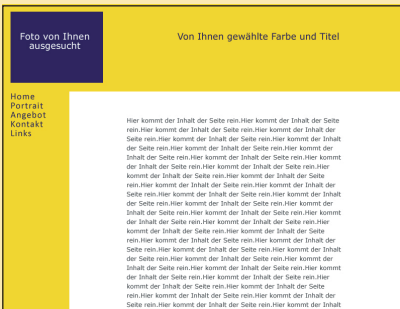 Foto von Ihnen
ausgesucht
Von Ihnen gewählte Farbe und Titel
Home
Portrait
Angebot
Kontakt
Links
Hier kommt der Inhalt der Seite rein.Hier kommt der Inhalt der Seite
rein.Hier kommt der Inhalt der Seite rein.Hier kommt der Inhalt der
Seite rein.Hier kommt der Inhalt der Seite rein.Hier kommt der Inhalt
der Seite rein.Hier kommt der Inhalt der Seite rein.Hier kommt der
Inhalt der Seite rein.Hier kommt der Inhalt der Seite rein.Hier kommt
der Inhalt der Seite rein.Hier kommt der Inhalt der Seite rein.Hier
kommt der Inhalt der Seite rein.Hier kommt der Inhalt der Seite
rein.Hier kommt der Inhalt der Seite rein.Hier kommt der Inhalt der
Seite rein.Hier kommt der Inhalt der Seite rein.Hier kommt der Inhalt
der Seite rein.Hier kommt der Inhalt der Seite rein.Hier kommt der
Inhalt der Seite rein.Hier kommt der Inhalt der Seite rein.Hier kommt
der Inhalt der Seite rein.Hier kommt der Inhalt der Seite rein.Hier
kommt der Inhalt der Seite rein.Hier kommt der Inhalt der Seite
rein.Hier kommt der Inhalt der Seite rein.Hier kommt der Inhalt der
Seite rein.Hier kommt der Inhalt der Seite rein.Hier kommt der Inhalt
der Seite rein.Hier kommt der Inhalt der Seite rein.Hier kommt der
Inhalt der Seite rein.Hier kommt der Inhalt der Seite rein.Hier kommt
der Inhalt der Seite rein.Hier kommt der Inhalt der Seite rein.Hier
kommt der Inhalt der Seite rein.Hier kommt der Inhalt der Seite
rein.Hier kommt der Inhalt der Seite rein.Hier kommt der Inhalt der
Seite rein.Hier kommt der Inhalt der Seite rein.Hier kommt der Inhalt